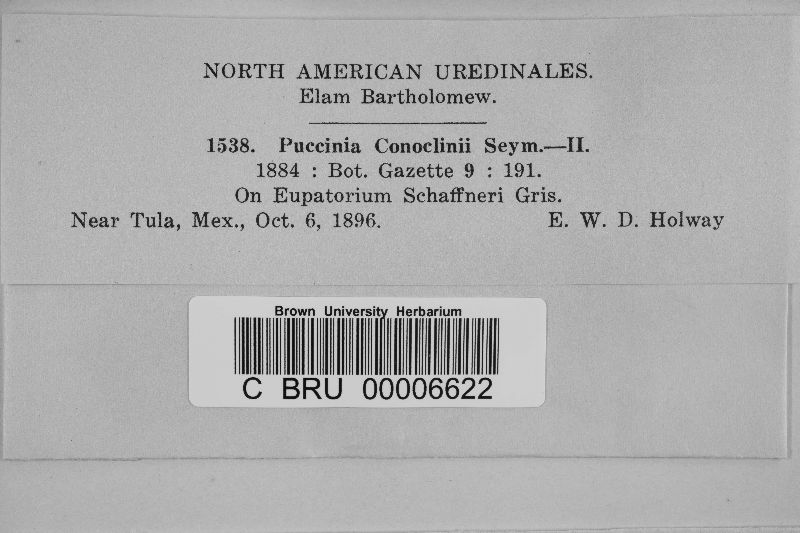 NORTH AMERICAN UREDINALES.
Elam Bartholomew.
1538. Puccinia Conoclinii Seym.—II.
1884 : Bot. Gazette 9 : 191.
On Eupatorium Schaffneri Gris.
Near Tula, Mex., Oct. 6, 1896. E. W. D. Holway
Brown University Herbarium
C BRU 00006622